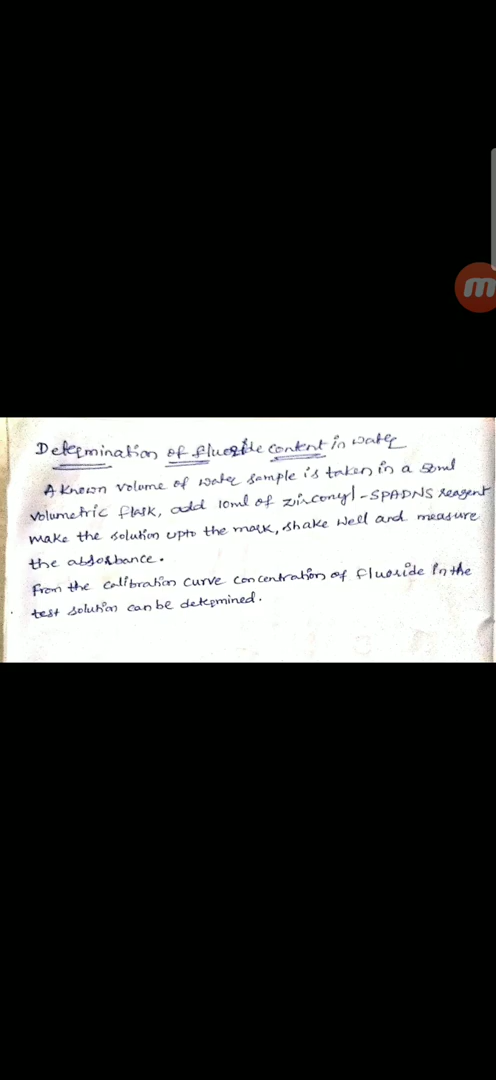 Determination of fluoride content in water
A known volume of water sample is taken in a 50ml
volumetric flask, add 10ml of zirconyl-SPADNS reagent
make the solution upto the mark, shake well and measure
the absorbance.
From the calibration curve concentration of fluoride in the
test solution can be determined.